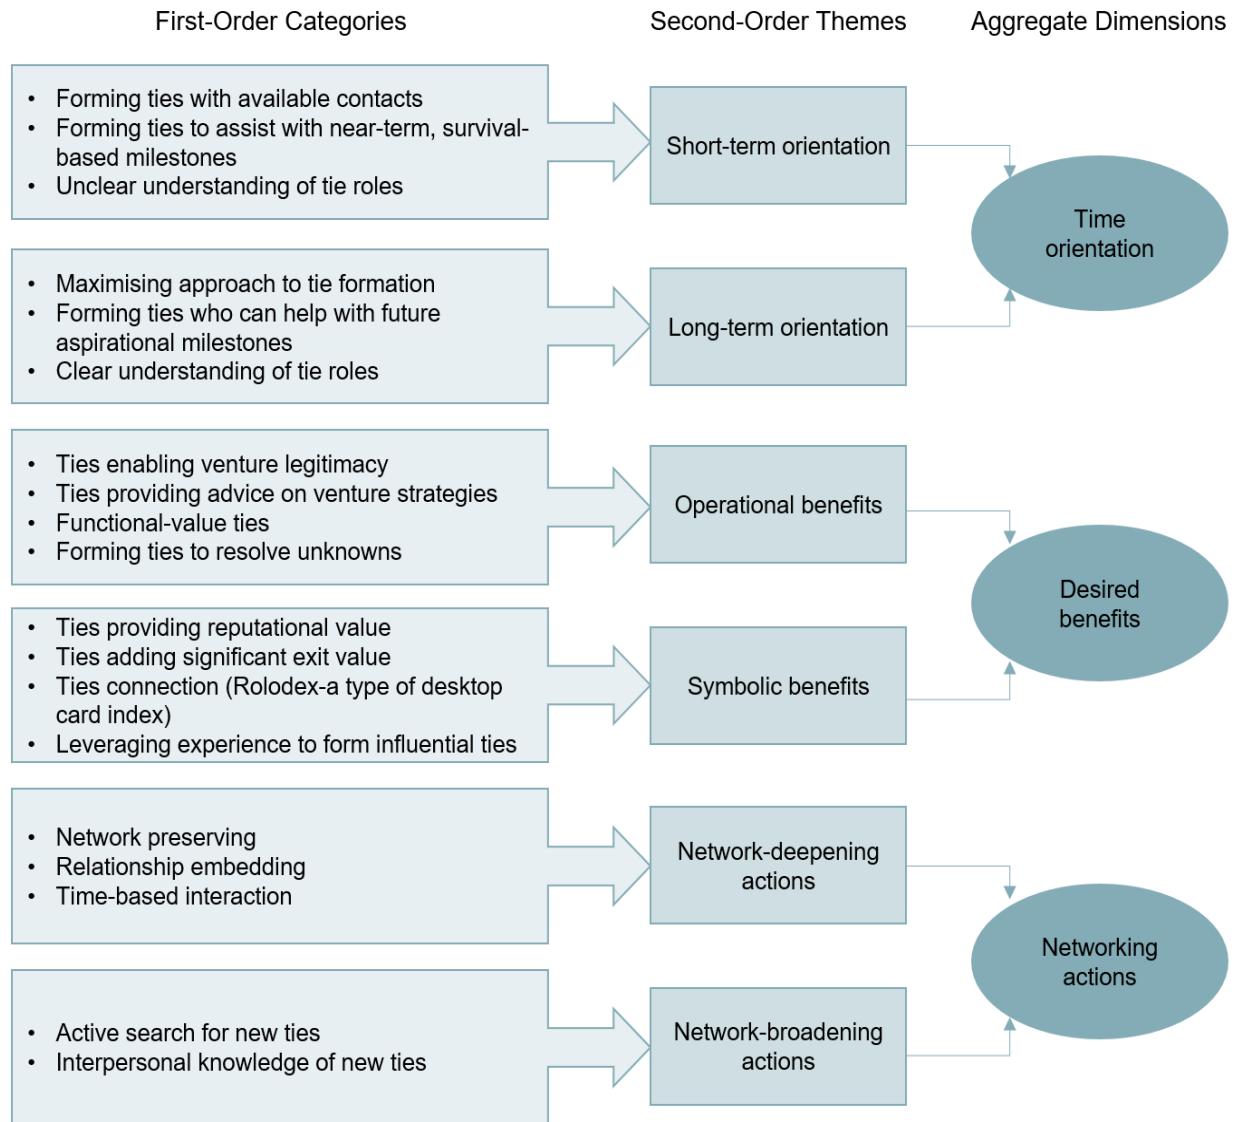 First-Order Categories
Second-Order Themes
Aggregate Dimensions
• Forming ties with available contacts
• Forming ties to assist with near-term, survival-
based milestones
• Unclear understanding of tie roles
Short-term orientation
Time
orientation
• Maximising approach to tie formation
• Forming ties who can help with future
aspirational milestones
• Clear understanding of tie roles
Long-term orientation
• Ties enabling venture legitimacy
• Ties providing advice on venture strategies
• Functional-value ties
• Forming ties to resolve unknowns
Operational benefits
Desired
benefits
• Ties providing reputational value
• Ties adding significant exit value
• Ties connection (Rolodex-a type of desktop
card index)
• Leveraging experience to form influential ties
Symbolic benefits
• Network preserving
• Relationship embedding
• Time-based interaction
Network-deepening
actions
Networking
actions
• Active search for new ties
• Interpersonal knowledge of new ties
Network-broadening
actions